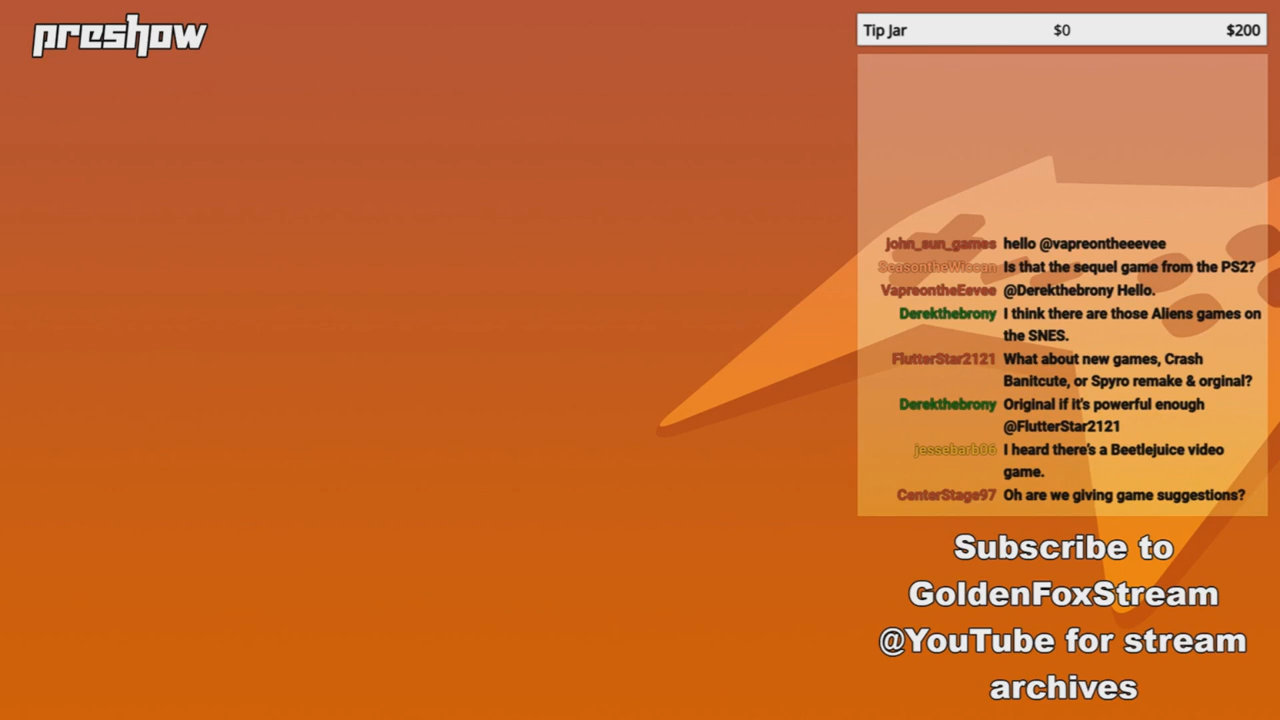 preshow
Tip Jar $0 $200
john_sun_games hello @vapreontheeevee
SeasontheWiccan Is that the sequel game from the PS2?
VapreontheEevee @Derekthebrony Hello.
Derekthebrony I think there are those Aliens games on
the SNES.
FlutterStar2121 What about new games, Crash
Banitcute, or Spyro remake & orginal?
Derekthebrony Original if it's powerful enough
@FlutterStar2121
jessebarb06 I heard there's a Beetlejuice video
game.
CenterStage97 Oh are we giving game suggestions?
Subscribe to
GoldenFoxStream
@YouTube for stream
archives